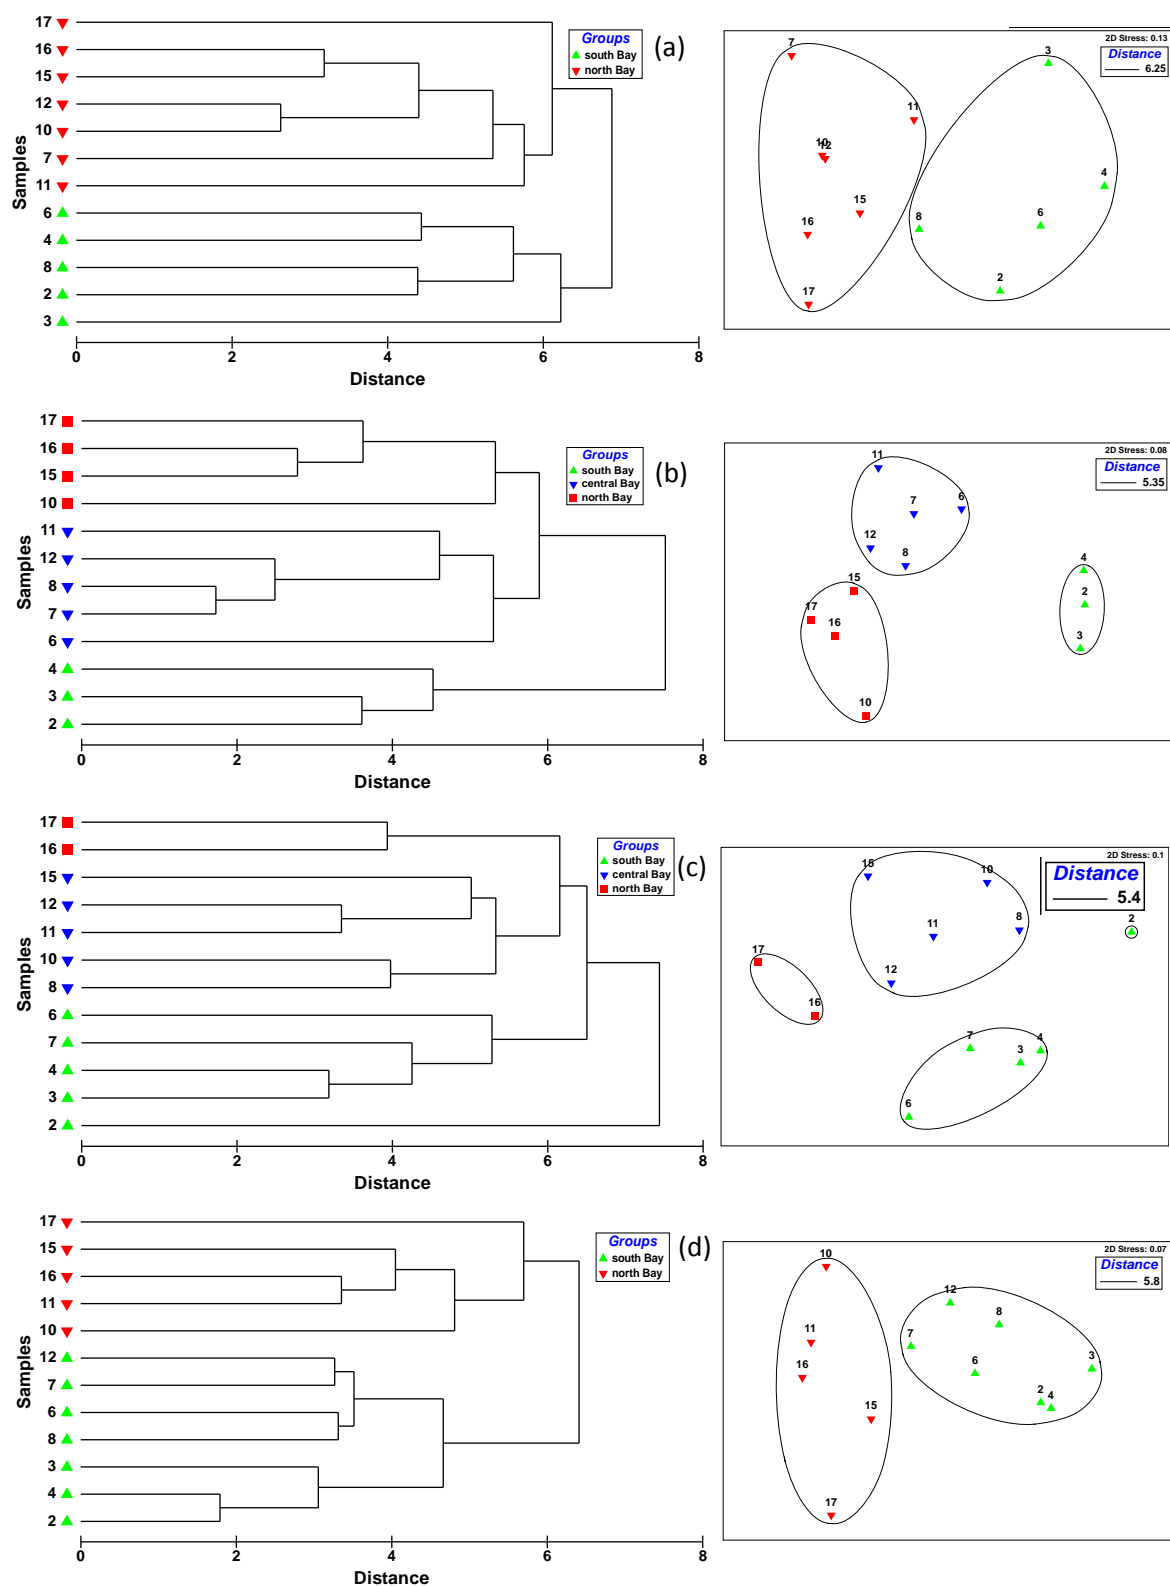 17
16
15
12
10
7
11
6
4
8
2
3
Samples
0 2 4 6 8
Distance
Groups
south Bay
north Bay
(a)
2D Stress: 0.13
Distance
6.25
7
3
11
10
12
4
15
8
6
16
2
17
17
16
15
10
11
12
8
7
6
4
3
2
Samples
0 2 4 6 8
Distance
Groups
south Bay
central Bay
north Bay
(b)
2D Stress: 0.08
Distance
5.35
11
7
6
12
8
4
15
2
17
16
3
10
17
16
15
12
11
10
8
6
7
4
3
2
Samples
0 2 4 6 8
Distance
Groups
south Bay
central Bay
north Bay
(c)
2D Stress: 0.1
Distance
5.4
15
10
2
11
8
17
12
16
7
4
3
6
17
15
16
11
10
12
7
6
8
3
4
2
Samples
0 2 4 6 8
Distance
Groups
south Bay
north Bay
(d)
2D Stress: 0.07
Distance
5.8
10
12
8
11
7
3
16
6
2
4
15
17